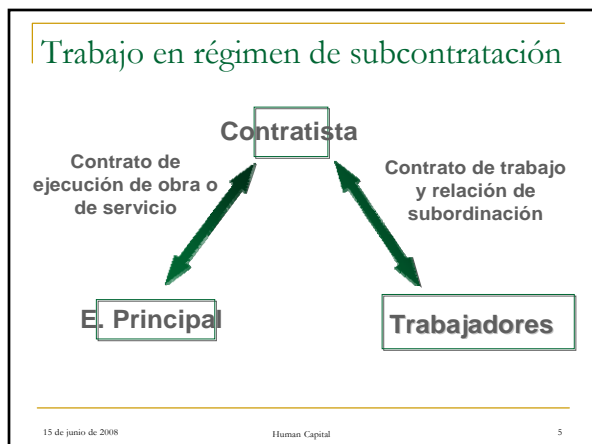 Trabajo en régimen de subcontratación
Contratista
Contrato de
ejecución de obra o
de servicio
Contrato de trabajo
y relación de
subordinación
E. Principal
Trabajadores
15 de junio de 2008
Human Capital
5